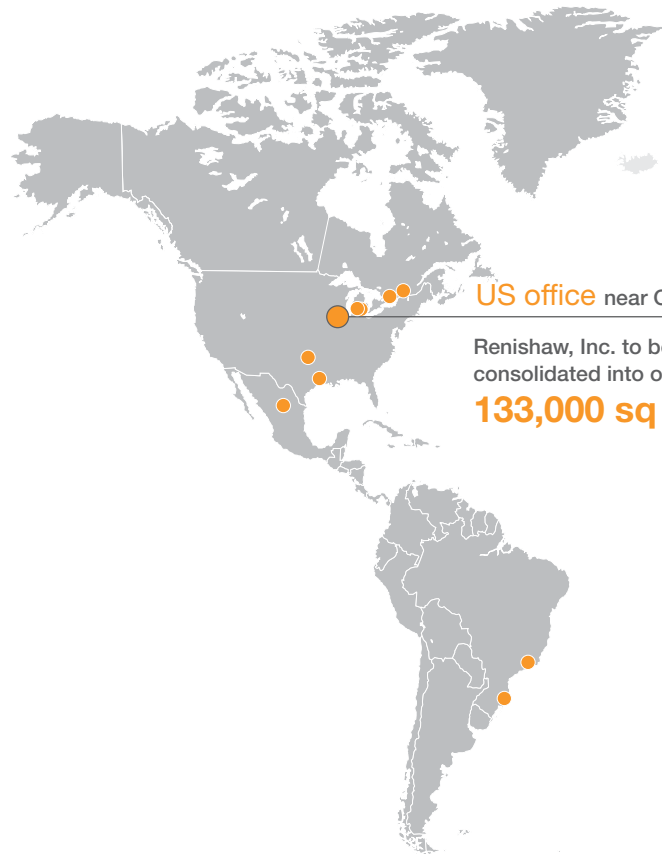 US office near C
Renishaw, Inc. to be
consolidated into o
133,000 sq